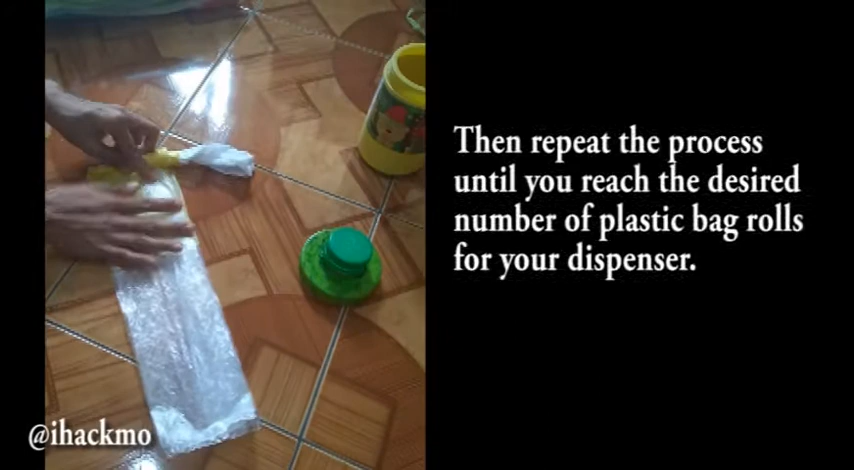 Then repeat the process
until you reach the desired
number of plastic bag rolls
for your dispenser.
@ihackmo